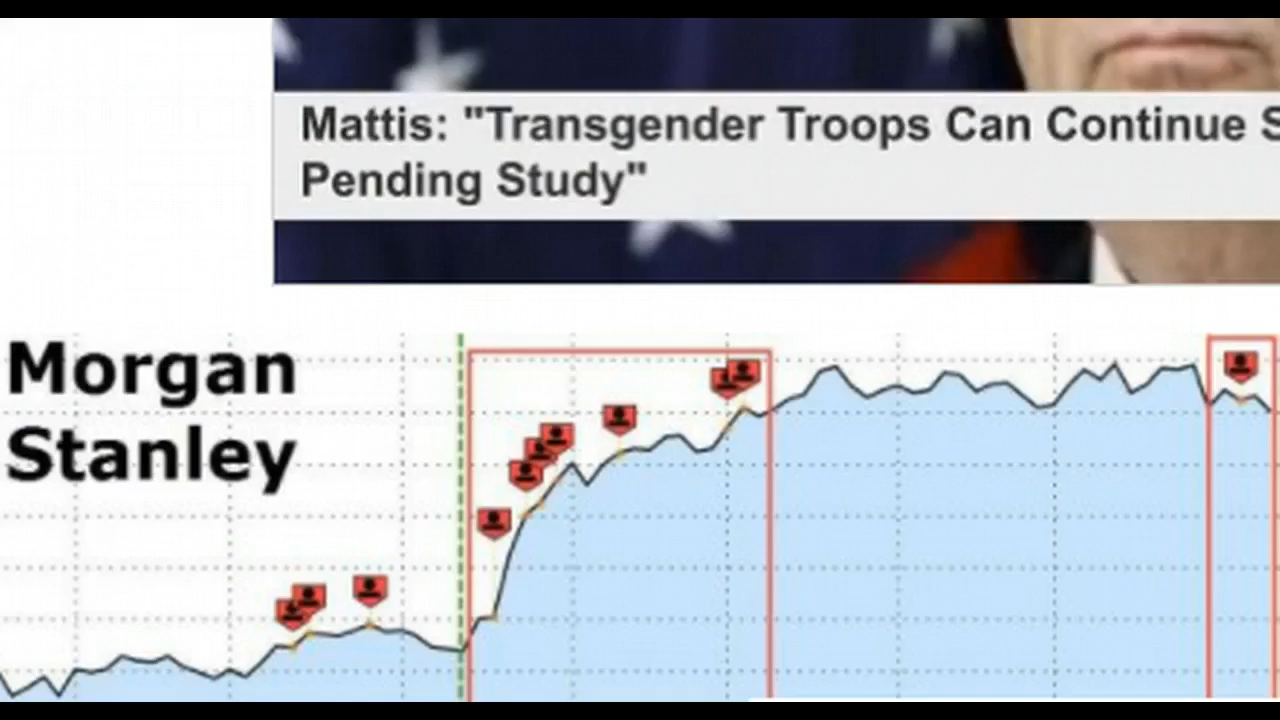 Mattis: "Transgender Troops Can Continue S
Pending Study"
Morgan
Stanley